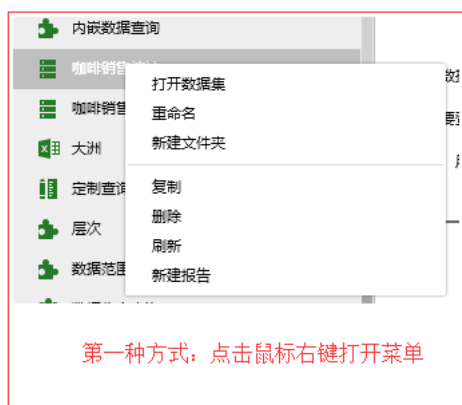 内嵌数据查询
咖啡销售统计
打开数据集
咖啡销售
重命名
大洲
新建文件夹
定制查询
复制
层次
删除
刷新
数据范围
新建报告
第一种方式：点击鼠标右键打开菜单